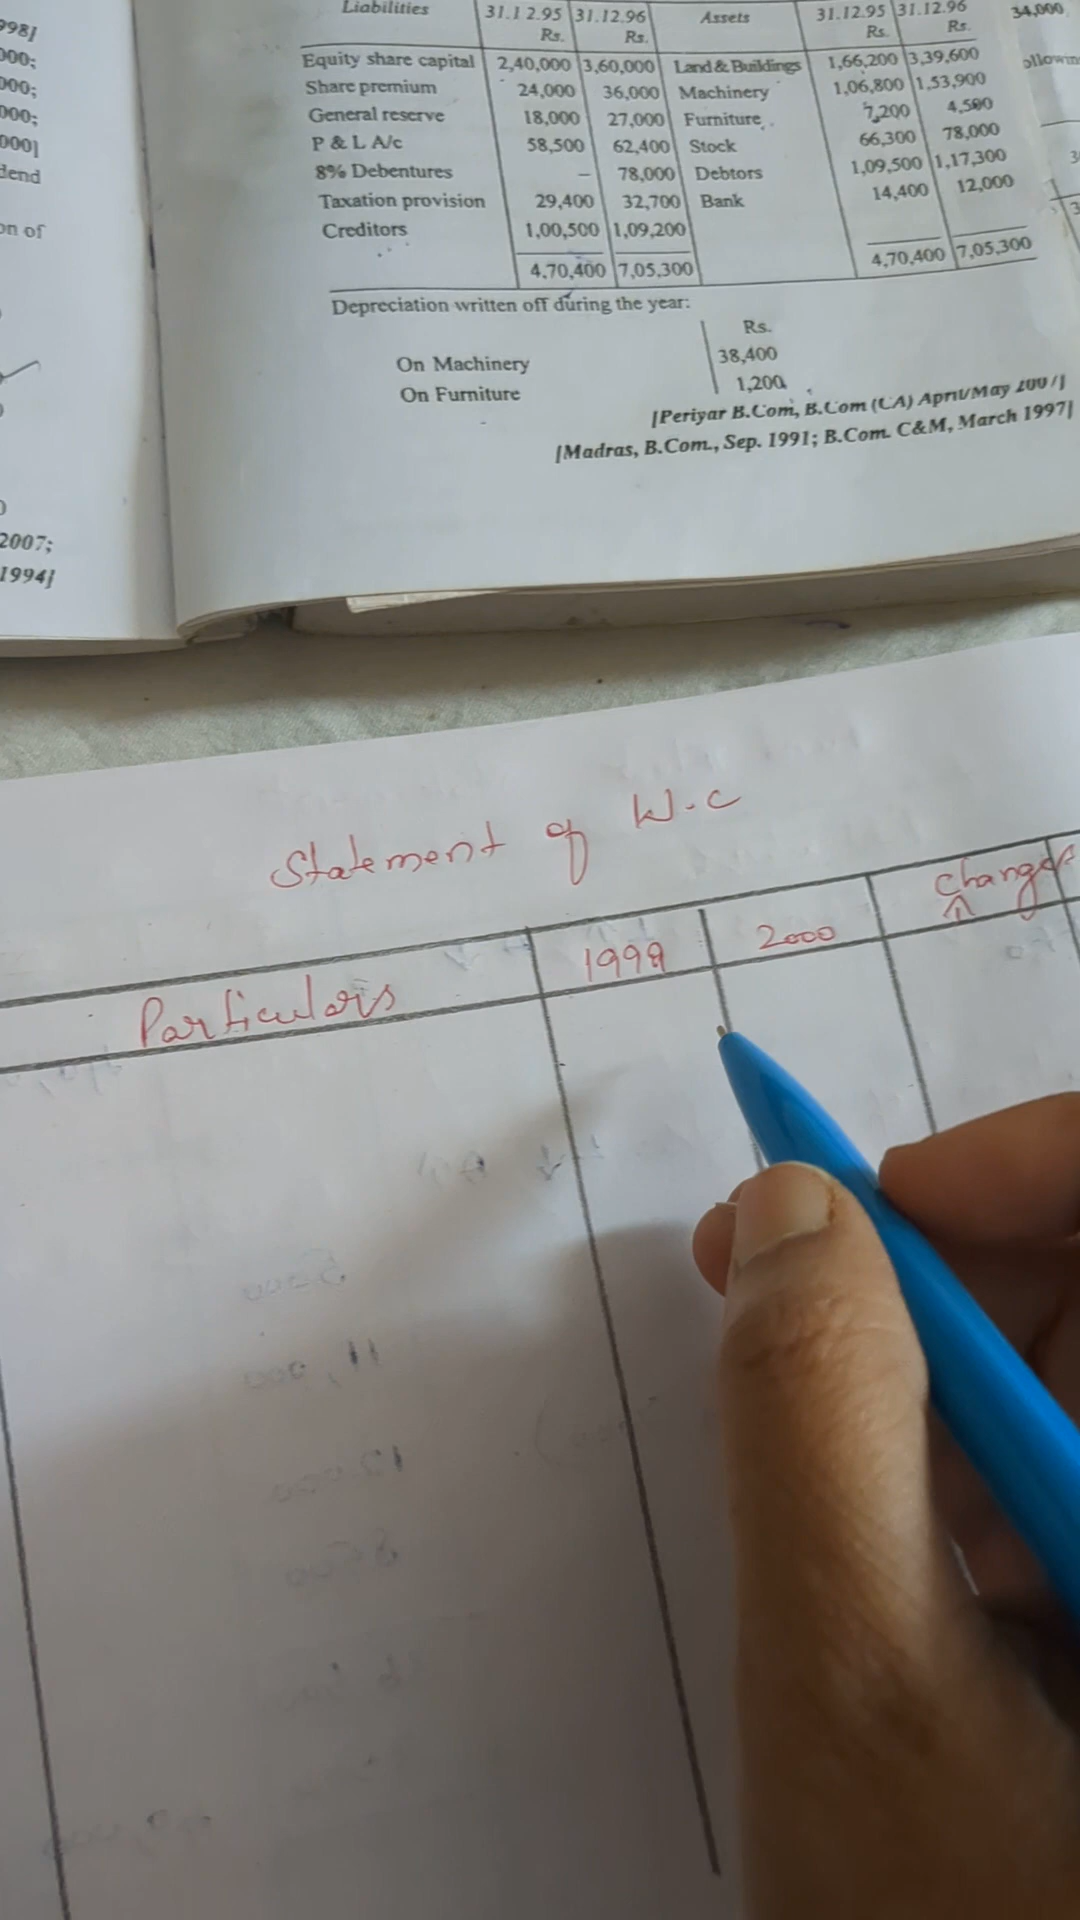 998]
000;
000;
000;
000]
dend
on of
2007;
1994]
Liabilities 31.12.95 31.12.96 Assets 31.12.95 31.12.96
Rs. Rs. Rs. Rs.
Equity share capital 2,40,000 3,60,000 Land & Buildings 1,66,200 3,39,600
Share premium 24,000 36,000 Machinery 1,06,800 1,53,900
General reserve 18,000 27,000 Furniture 7,200 4,500
P & L A/c 58,500 62,400 Stock 66,300 78,000
8% Debentures – 78,000 Debtors 1,09,500 1,17,300
Taxation provision 29,400 32,700 Bank 14,400 12,000
Creditors 1,00,500 1,09,200
4,70,400 7,05,300 4,70,400 7,05,300
Depreciation written off during the year:
Rs.
On Machinery 38,400
On Furniture 1,200
[Periyar B.Com, B.Com (CA) April/May 2007]
[Madras, B.Com., Sep. 1991; B.Com. C&M, March 1997]
34,000
ollowin
Statement of W.C
Particulars 1999 2000 Changes